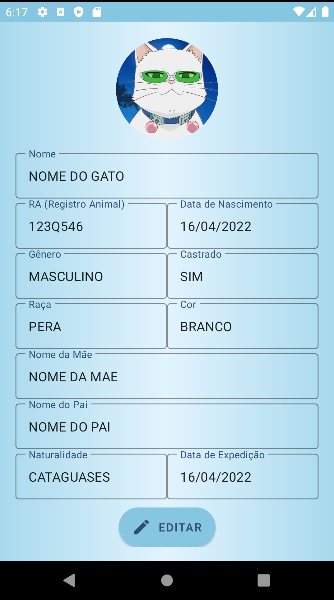 6:17
Nome
NOME DO GATO
RA (Registro Animal) Data de Nascimento
123Q546 16/04/2022
Gênero Castrado
MASCULINO SIM
Raça Cor
PERA BRANCO
Nome da Mãe
NOME DA MAE
Nome do Pai
NOME DO PAI
Naturalidade Data de Expedição
CATAGUASES 16/04/2022
EDITAR